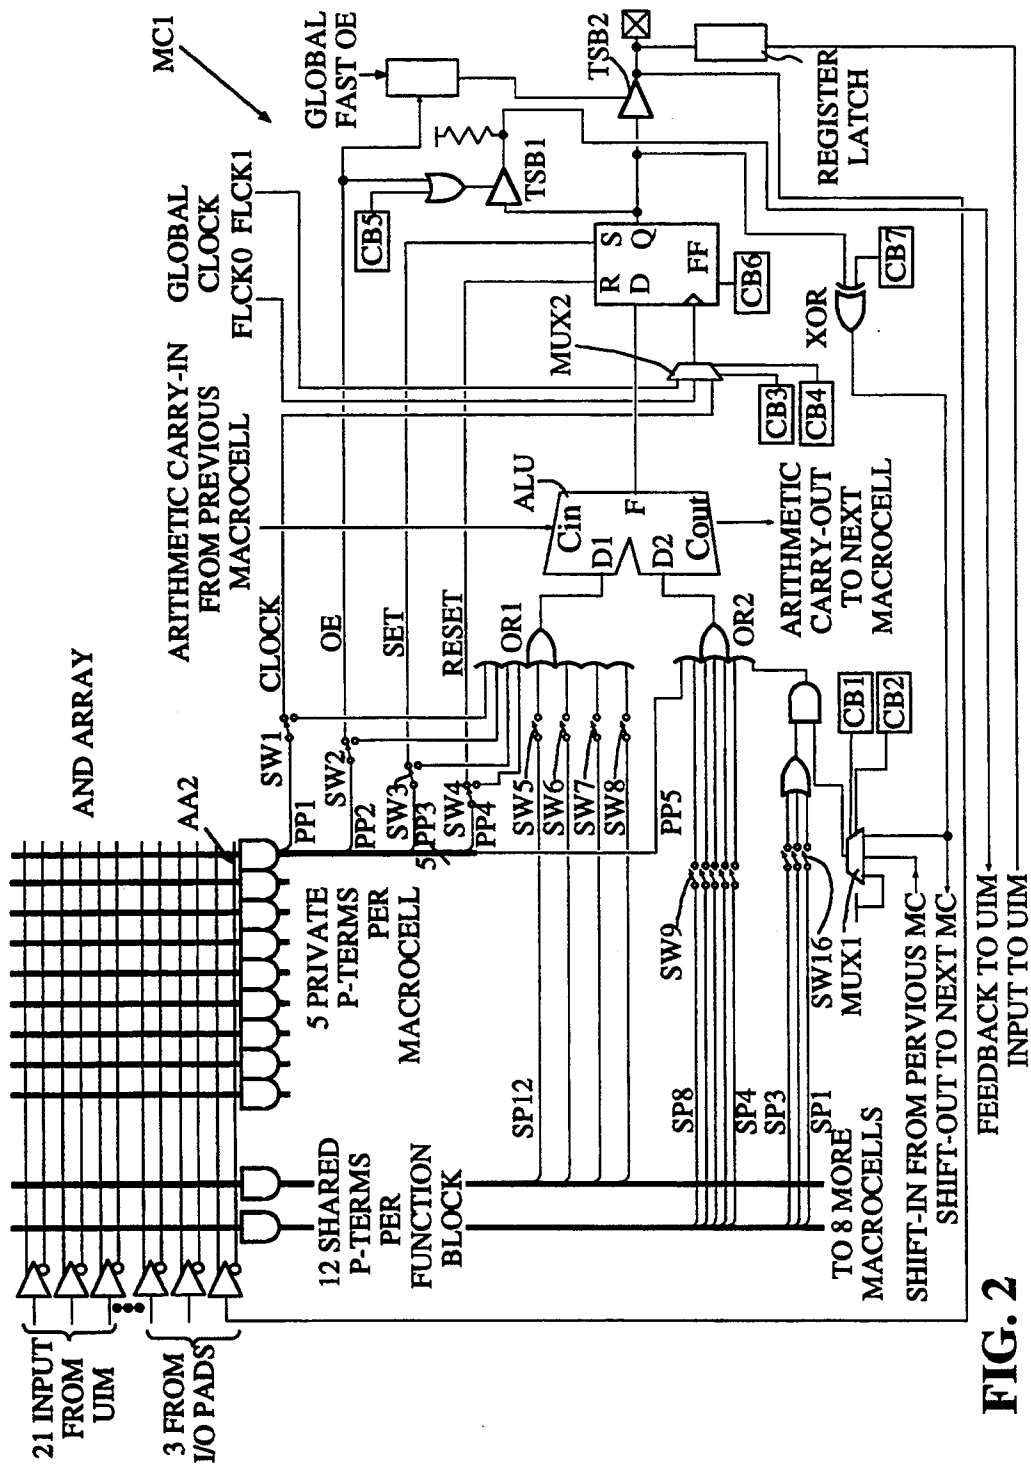 21 INPUT
FROM
UIM
3 FROM
I/O PADS
AND ARRAY
AA2
12 SHARED
P-TERMS
PER
FUNCTION
BLOCK
5 PRIVATE
P-TERMS
PER
MACROCELL
PP1
PP2
PP3
PP4
5
PP5
SW1
SW2
SW3
SW4
SW5
SW6
SW7
SW8
SW9
SW16
MUX1
SP12
SP8
SP4
SP3
SP1
TO 8 MORE
MACROCELLS
SHIFT-IN FROM PERVIOUS MC
SHIFT-OUT TO NEXT MC
FEEDBACK TO UIM
INPUT TO UIM
CLOCK
OE
SET
RESET
OR1
OR2
CB1
CB2
ARITHMETIC CARRY-IN
FROM PREVIOUS
MACROCELL
ALU
Cin
D1
F
D2
Cout
ARITHMETIC
CARRY-OUT
TO NEXT
MACROCELL
GLOBAL
CLOCK
FLCK0 FLCK1
MUX2
CB3
CB4
R S
D Q
FF
CB6
CB5
TSB1
XOR
CB7
MC1
GLOBAL
FAST OE
TSB2
REGISTER
LATCH
FIG. 2